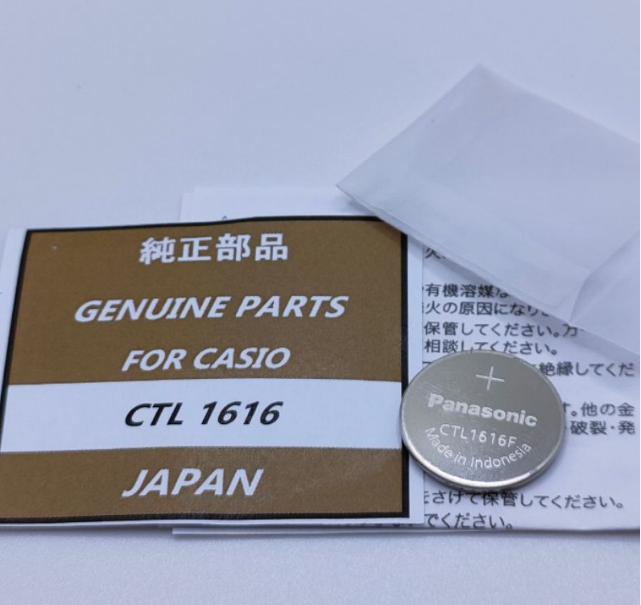 純正部品
GENUINE PARTS
FOR CASIO
CTL 1616
JAPAN
+
Panasonic
CTL1616F
Made in Indonesia
有機溶媒
火の原因になり
保管してください。万
相談してください。
絶縁してくだ
す。他の金
破裂・発
さけて保管してください。
でください。